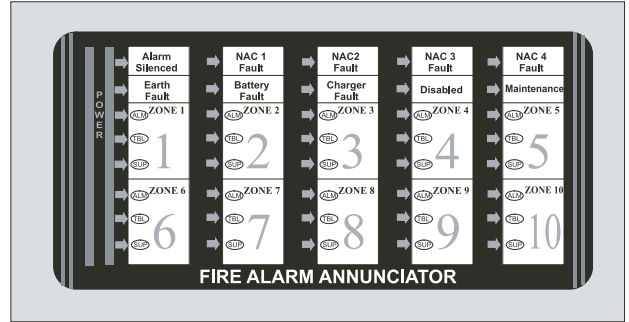 POWER
Alarm Silenced
NAC 1 Fault
NAC2 Fault
NAC 3 Fault
NAC 4 Fault
Earth Fault
Battery Fault
Charger Fault
Disabled
Maintenance
ALM ZONE 1
TBL
SUP
1
ALM ZONE 2
TBL
SUP
2
ALM ZONE 3
TBL
SUP
3
ALM ZONE 4
TBL
SUP
4
ALM ZONE 5
TBL
SUP
5
ALM ZONE 6
TBL
SUP
6
ALM ZONE 7
TBL
SUP
7
ALM ZONE 8
TBL
SUP
8
ALM ZONE 9
TBL
SUP
9
ALM ZONE 10
TBL
SUP
10
FIRE ALARM ANNUNCIATOR